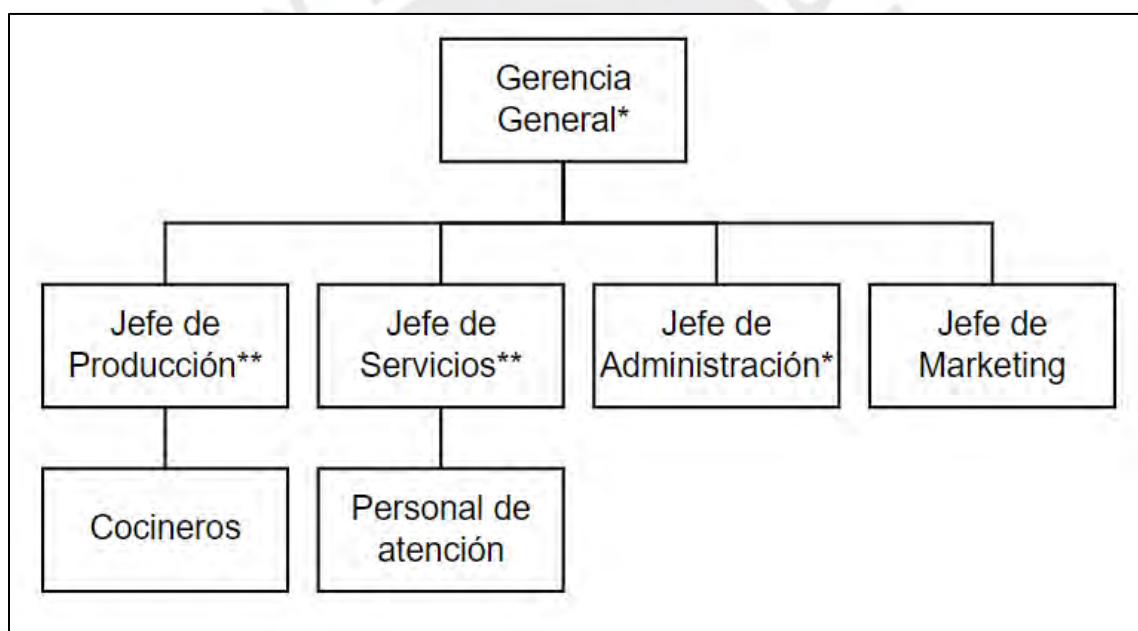 Gerencia
General*
Jefe de
Producción**
Jefe de
Servicios**
Jefe de
Administración*
Jefe de
Marketing
Cocineros
Personal de
atención